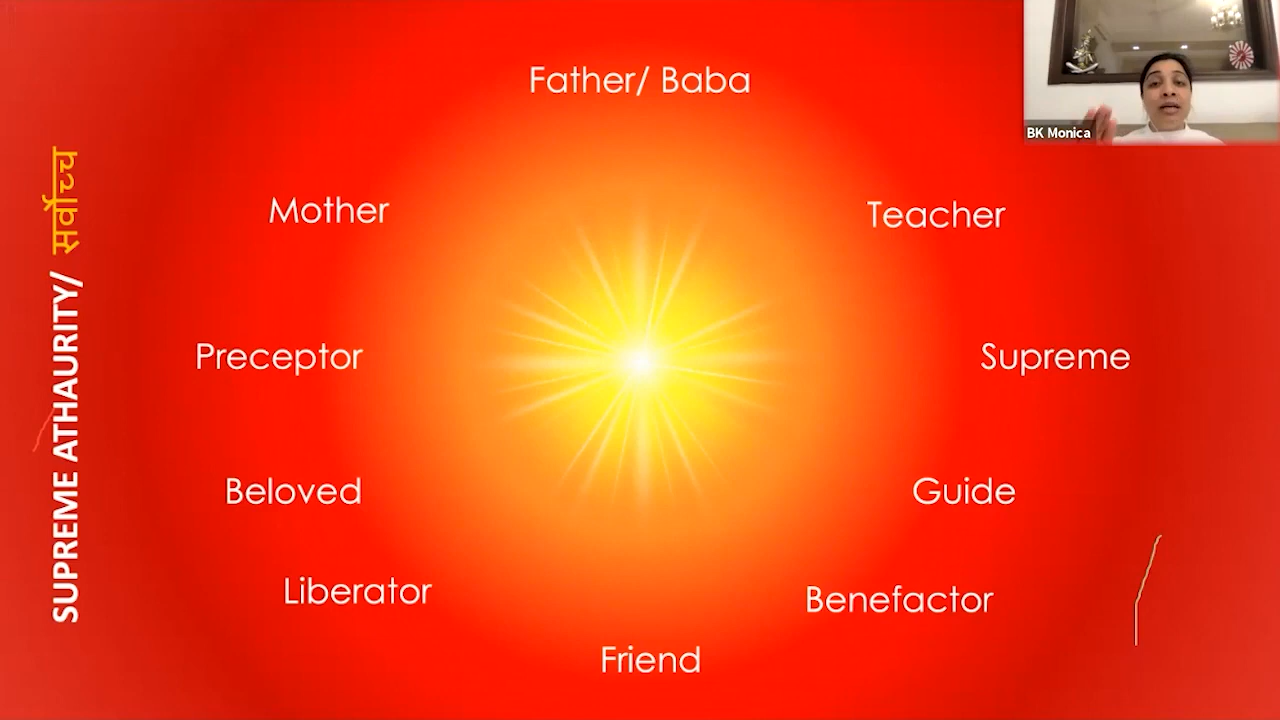 Father/ Baba
BK Monica
Mother
Teacher
SUPREME ATHAURITY/ सर्वोच्च
Preceptor
Supreme
Beloved
Guide
Liberator
Benefactor
Friend